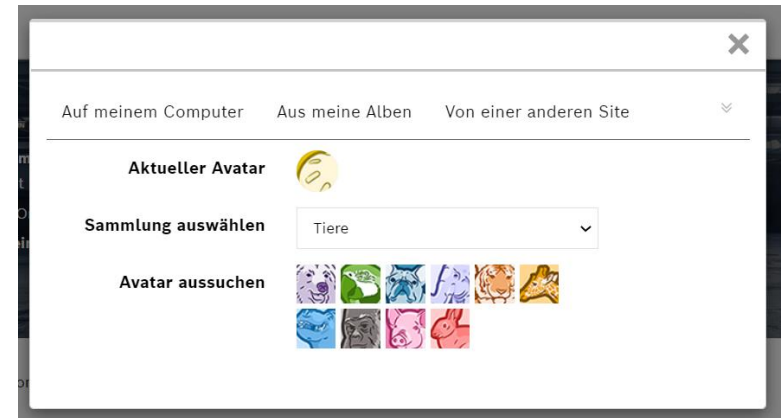 Auf meinem Computer Aus meine Alben Von einer anderen Site
Aktueller Avatar
Sammlung auswählen Tiere
Avatar aussuchen